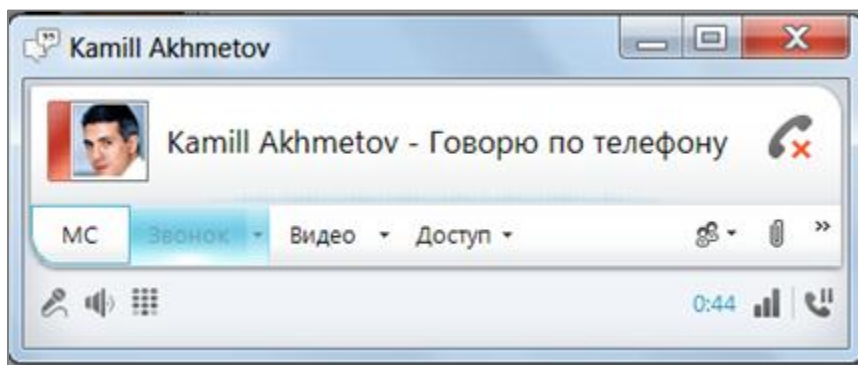 Kamill Akhmetov
Kamill Akhmetov - Говорю по телефону
МС Звонок Видео Доступ
0:44